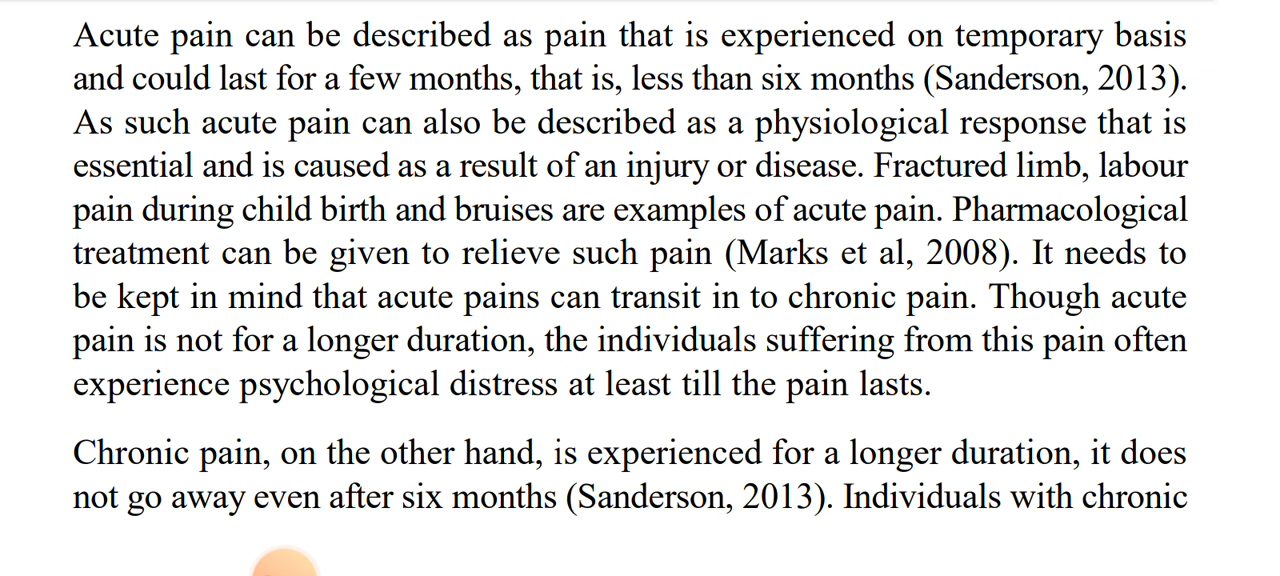 Acute pain can be described as pain that is experienced on temporary basis
and could last for a few months, that is, less than six months (Sanderson, 2013).
As such acute pain can also be described as a physiological response that is
essential and is caused as a result of an injury or disease. Fractured limb, labour
pain during child birth and bruises are examples of acute pain. Pharmacological
treatment can be given to relieve such pain (Marks et al, 2008). It needs to
be kept in mind that acute pains can transit in to chronic pain. Though acute
pain is not for a longer duration, the individuals suffering from this pain often
experience psychological distress at least till the pain lasts.
Chronic pain, on the other hand, is experienced for a longer duration, it does
not go away even after six months (Sanderson, 2013). Individuals with chronic